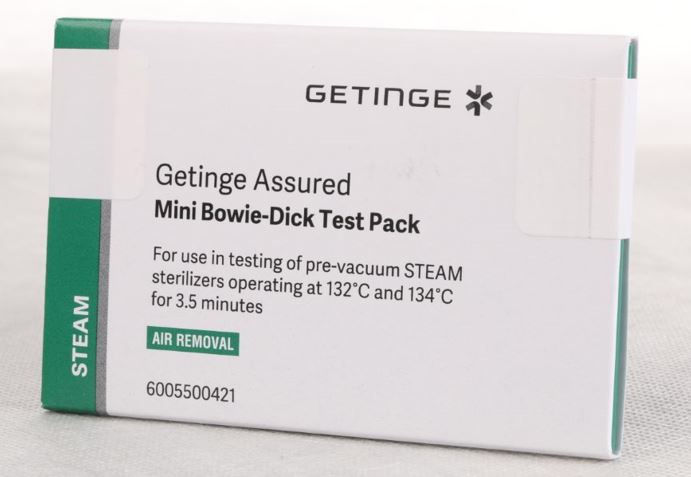 GETINGE
Getinge Assured
Mini Bowie-Dick Test Pack
For use in testing of pre-vacuum STEAM
sterilizers operating at 132°C and 134°C
for 3.5 minutes
AIR REMOVAL
6005500421
STEAM